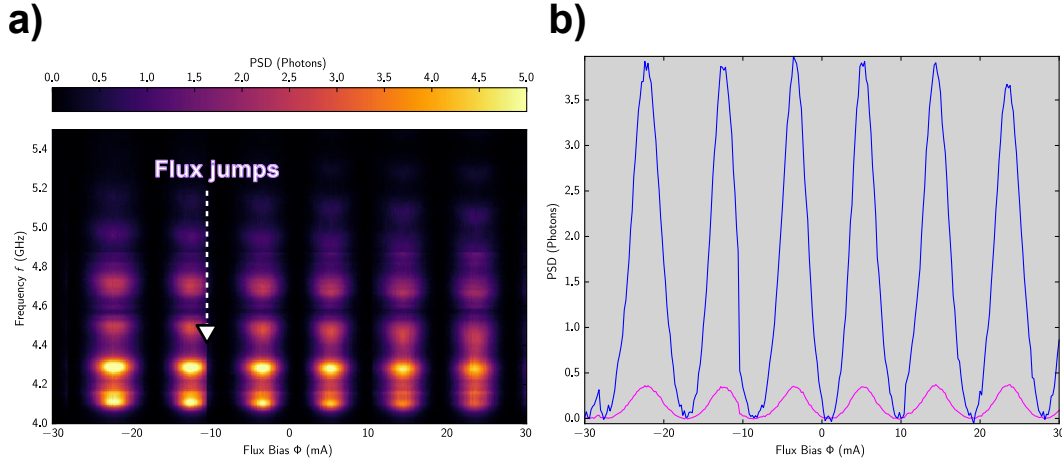 a)
PSD (Photons)
0.0 0.5 1.0 1.5 2.0 2.5 3.0 3.5 4.0 4.5 5.0
Flux jumps
Frequency f (GHz)
5.4
5.2
5.0
4.8
4.6
4.4
4.2
4.0
−30 −20 −10 0 10 20 30
Flux Bias Φ (mA)
b)
PSD (Photons)
3.5
3.0
2.5
2.0
1.5
1.0
0.5
0.0
−30 −20 −10 0 10 20 30
Flux Bias Φ (mA)